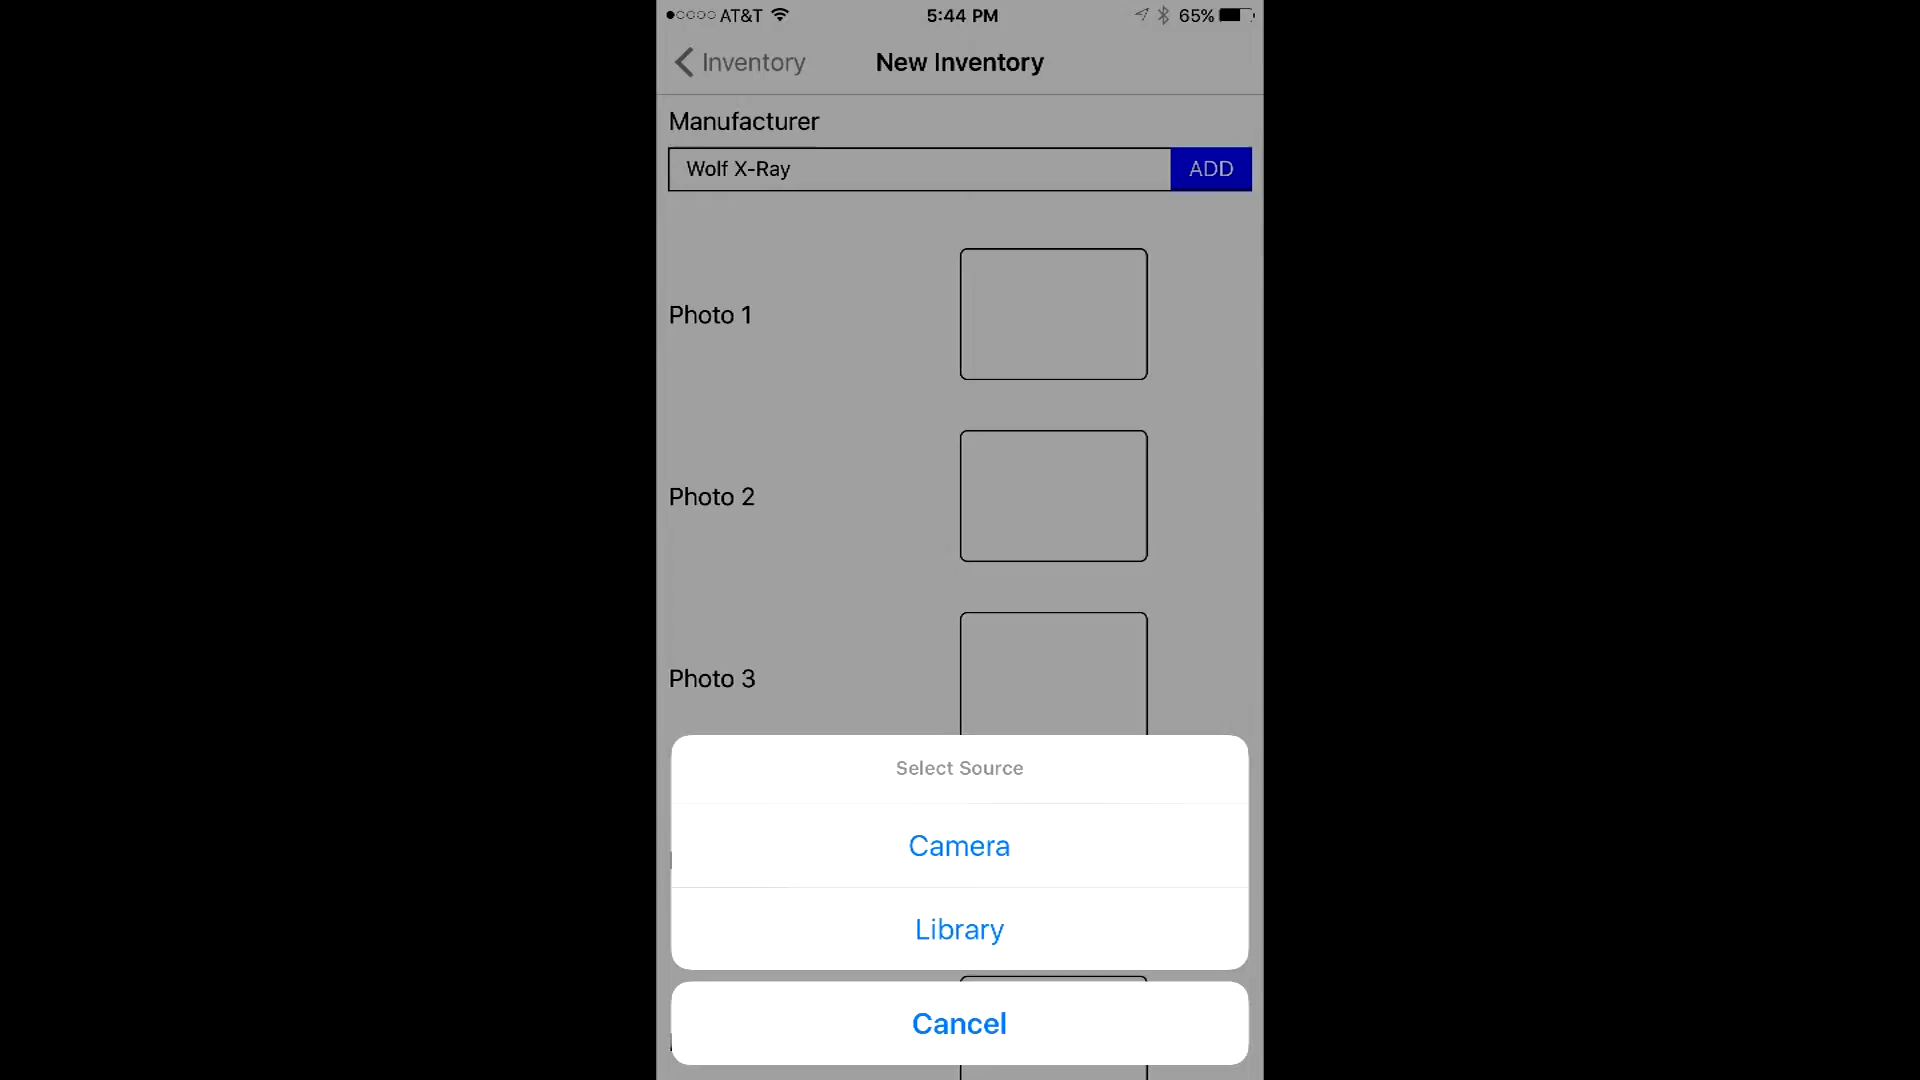 AT&T 5:44 PM 65%
Inventory New Inventory
Manufacturer
Wolf X-Ray ADD
Photo 1
Photo 2
Photo 3
Select Source
Camera
Library
Cancel